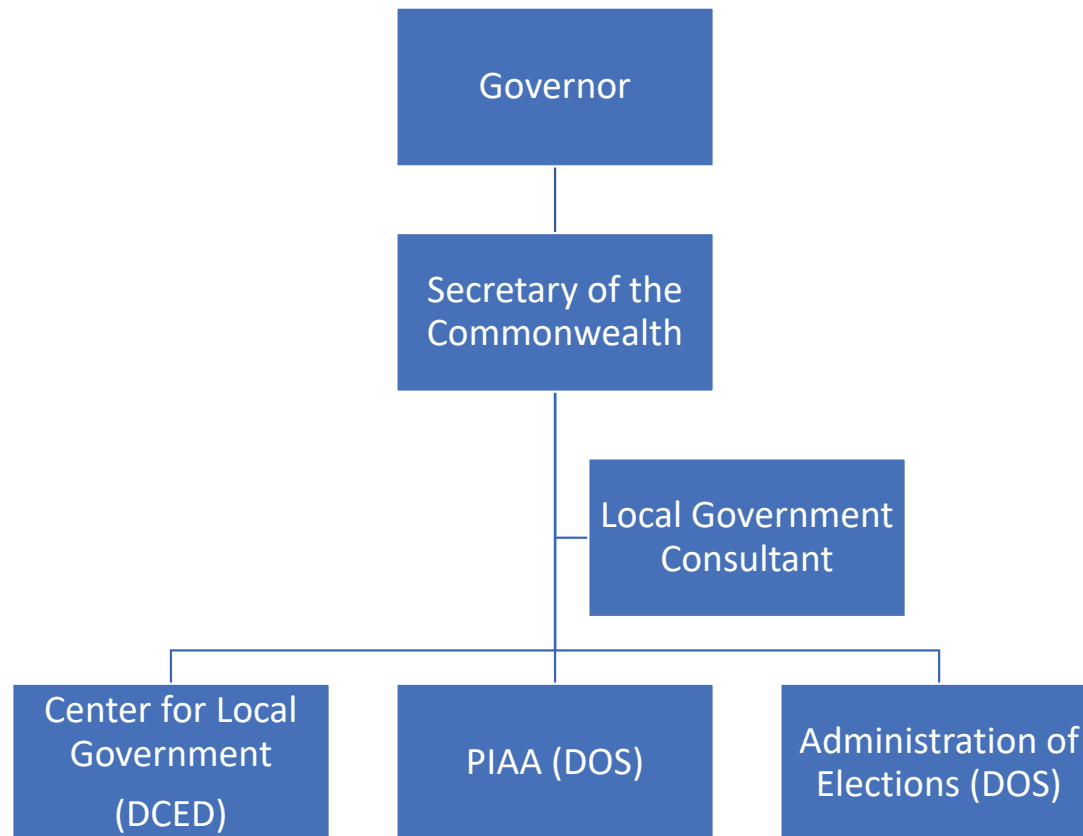 Governor
Secretary of the
Commonwealth
Local Government
Consultant
Center for Local
Government
(DCED)
PIAA (DOS)
Administration of
Elections (DOS)